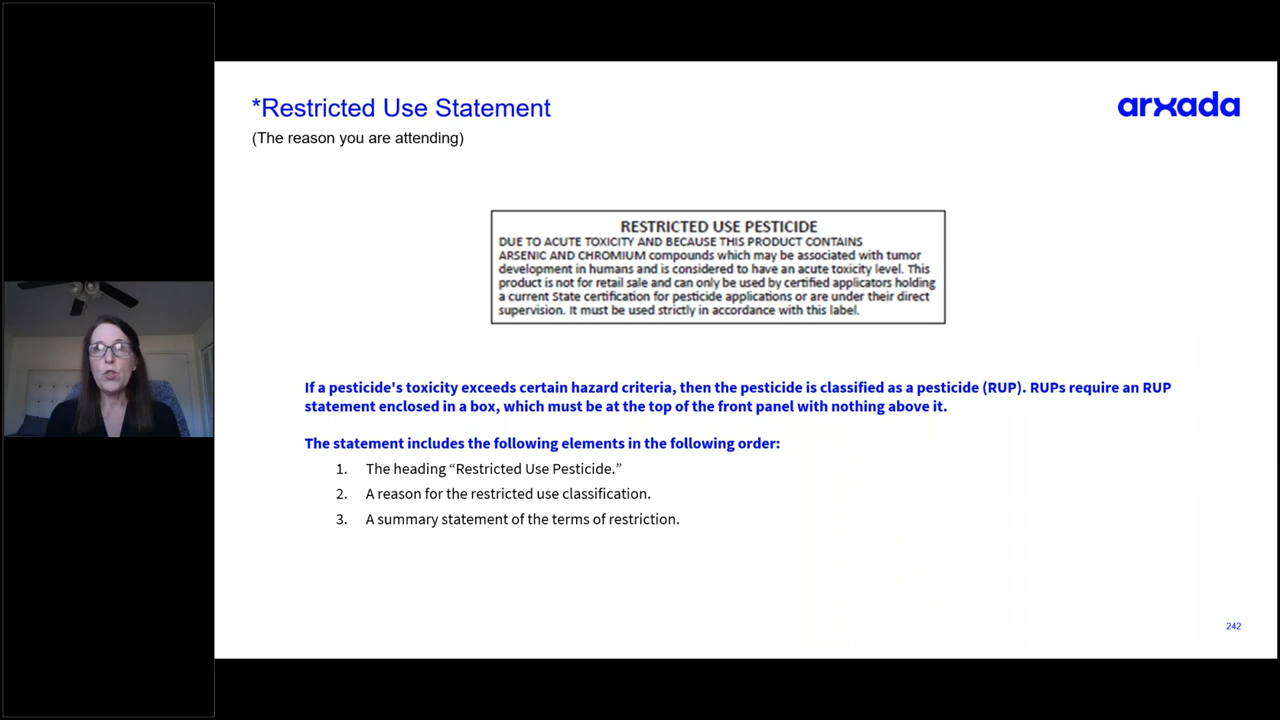 *Restricted Use Statement
arxada
(The reason you are attending)
RESTRICTED USE PESTICIDE
DUE TO ACUTE TOXICITY AND BECAUSE THIS PRODUCT CONTAINS
ARSENIC AND CHROMIUM compounds which may be associated with tumor
development in humans and is considered to have an acute toxicity level. This
product is not for retail sale and can only be used by certified applicators holding
a current State certification for pesticide applications or are under their direct
supervision. It must be used strictly in accordance with this label.
If a pesticide's toxicity exceeds certain hazard criteria, then the pesticide is classified as a pesticide (RUP). RUPs require an RUP
statement enclosed in a box, which must be at the top of the front panel with nothing above it.
The statement includes the following elements in the following order:
1. The heading “Restricted Use Pesticide.”
2. A reason for the restricted use classification.
3. A summary statement of the terms of restriction.
242